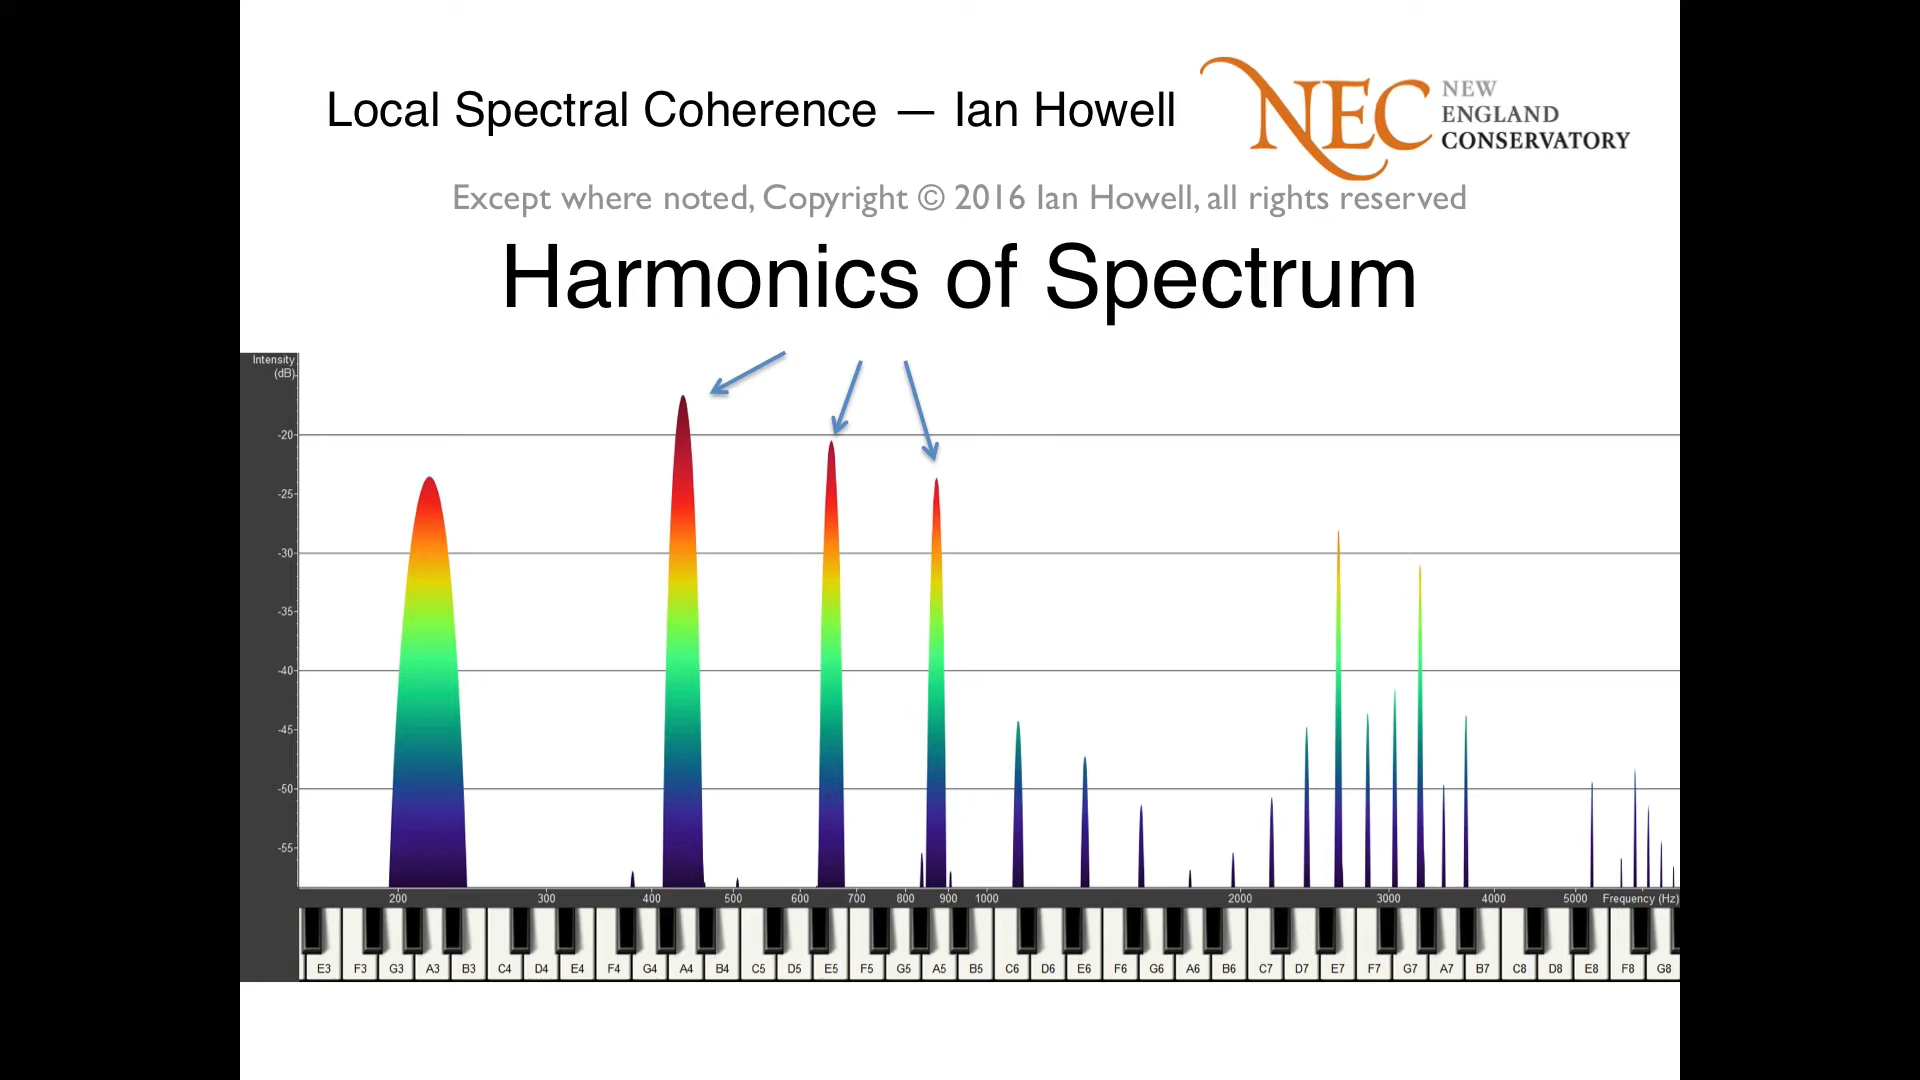 Local Spectral Coherence — Ian Howell
NEC
NEW
ENGLAND
CONSERVATORY
Except where noted, Copyright © 2016 Ian Howell, all rights reserved
Harmonics of Spectrum
Intensity
(dB)
-20
-25
-30
-35
-40
-45
-50
-55
200 300 400 500 600 700 800 900 1000 2000 3000 4000 5000 Frequency (Hz)
E3 F3 G3 A3 B3 C4 D4 E4 F4 G4 A4 B4 C5 D5 E5 F5 G5 A5 B5 C6 D6 E6 F6 G6 A6 B6 C7 D7 E7 F7 G7 A7 B7 C8 D8 E8 F8 G8